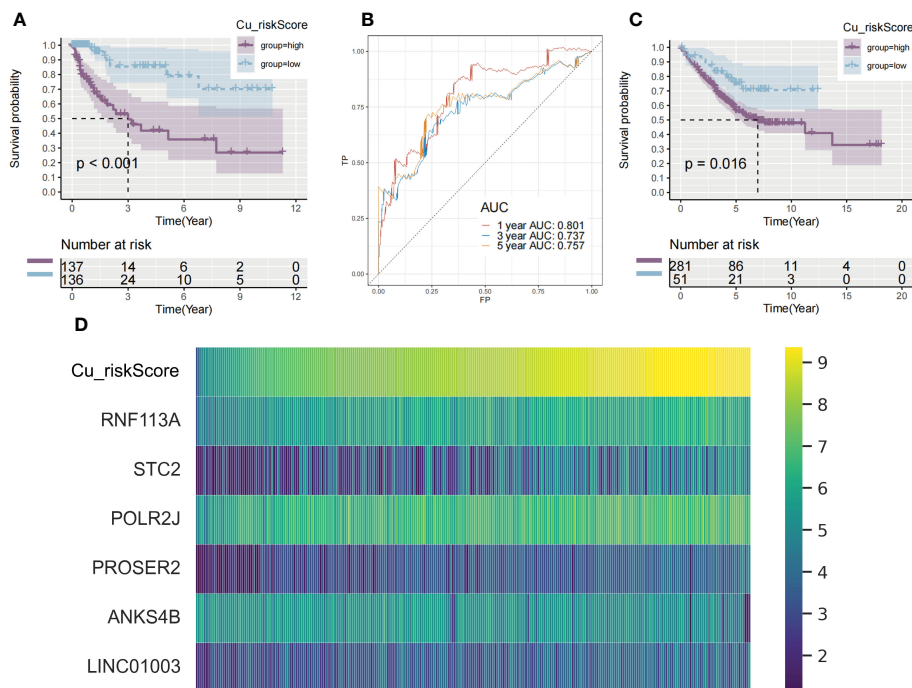 A
Cu_riskScore
group=high
group=low
Survival probability
1.0
0.9
0.8
0.7
0.6
0.5
0.4
0.3
0.2
0.1
0.0
p < 0.001
0 3 6 9 12
Time(Year)
Number at risk
137 14 6 2 0
136 24 10 5 0
0 3 6 9 12
Time(Year)
B
TP
1.00
0.75
0.50
0.25
0.00
AUC
1 year AUC: 0.801
3 year AUC: 0.737
5 year AUC: 0.757
0.00 0.25 0.50 0.75 1.00
FP
C
Cu_riskScore
group=high
group=low
Survival probability
1.0
0.9
0.8
0.7
0.6
0.5
0.4
0.3
0.2
0.1
0.0
p = 0.016
0 5 10 15 20
Time(Year)
Number at risk
281 86 11 4 0
51 21 3 0 0
0 5 10 15 20
Time(Year)
D
Cu_riskScore
RNF113A
STC2
POLR2J
PROSER2
ANKS4B
LINC01003
9
8
7
6
5
4
3
2